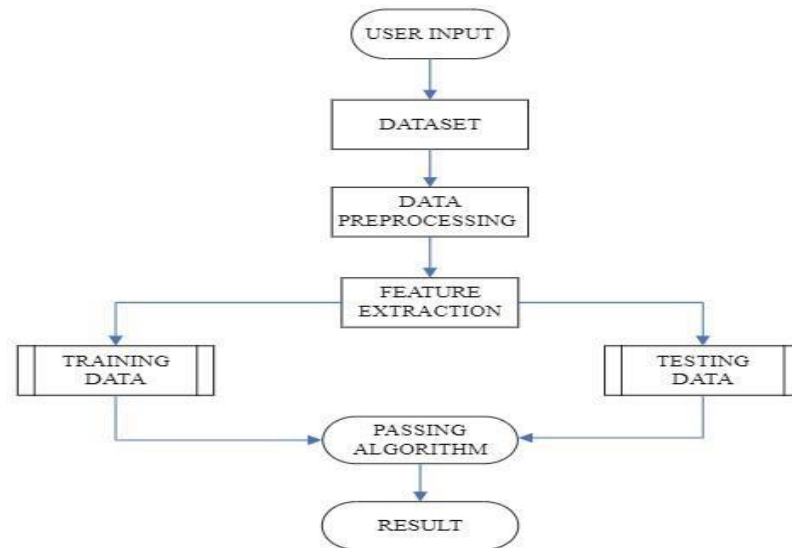 USER INPUT
DATASET
DATA
PREPROCESSING
FEATURE
EXTRACTION
TRAINING
DATA
TESTING
DATA
PASSING
ALGORITHM
RESULT